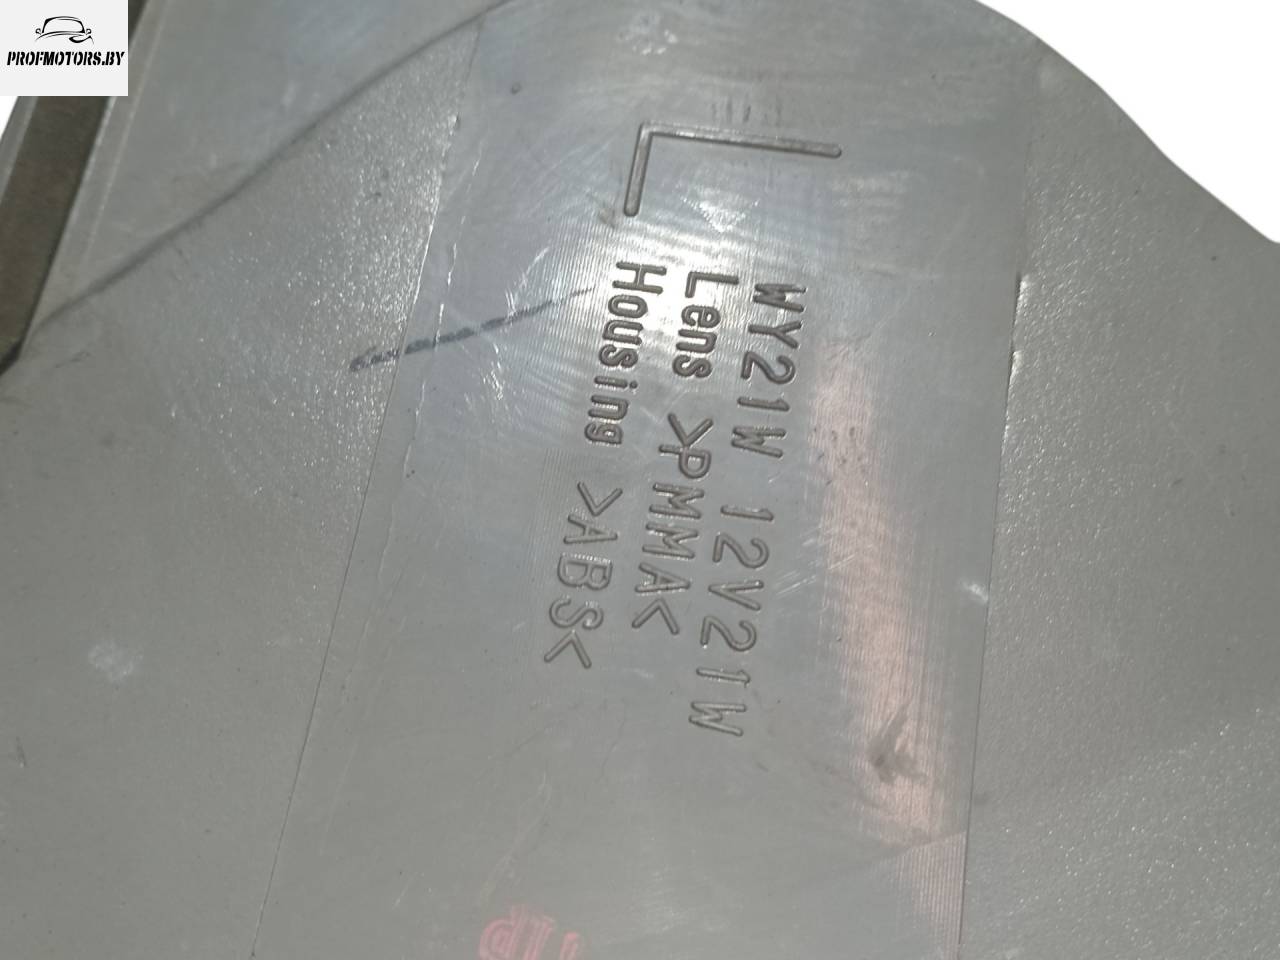 PROFMOTORS.BY
WY21W 12V21W
Lens >PMMA<
Housing >ABS<